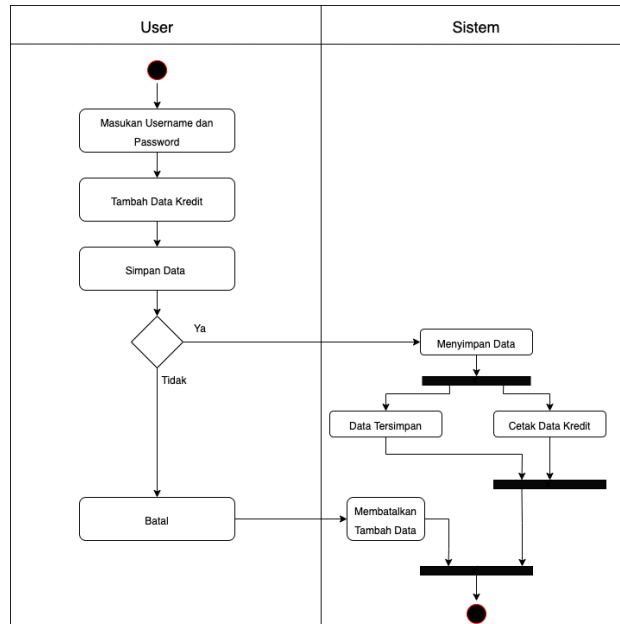 User
Sistem
Masukan Username dan
Password
Tambah Data Kredit
Simpan Data
Ya
Menyimpan Data
Tidak
Data Tersimpan
Cetak Data Kredit
Batal
Membatalkan
Tambah Data